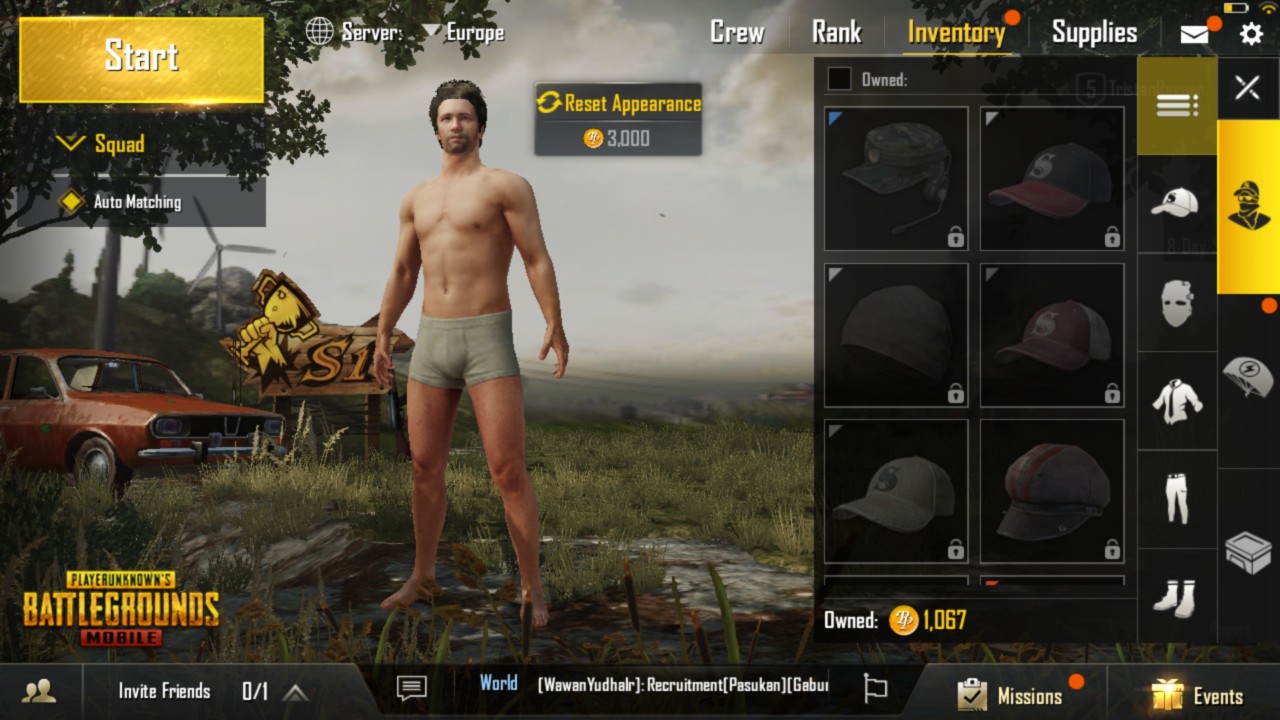 Start
Server:
Europe
Crew
Rank
Inventory
Supplies
Squad
Auto Matching
Reset Appearance
3,000
Owned:
S
S
S
S1
PLAYERUNKNOWN'S
BATTLEGROUNDS
MOBILE
Owned: 1,067
Invite Friends 0/1
World
[WawanYudhaIr]: Recruitment[Pasukan][Gabu
Missions
Events